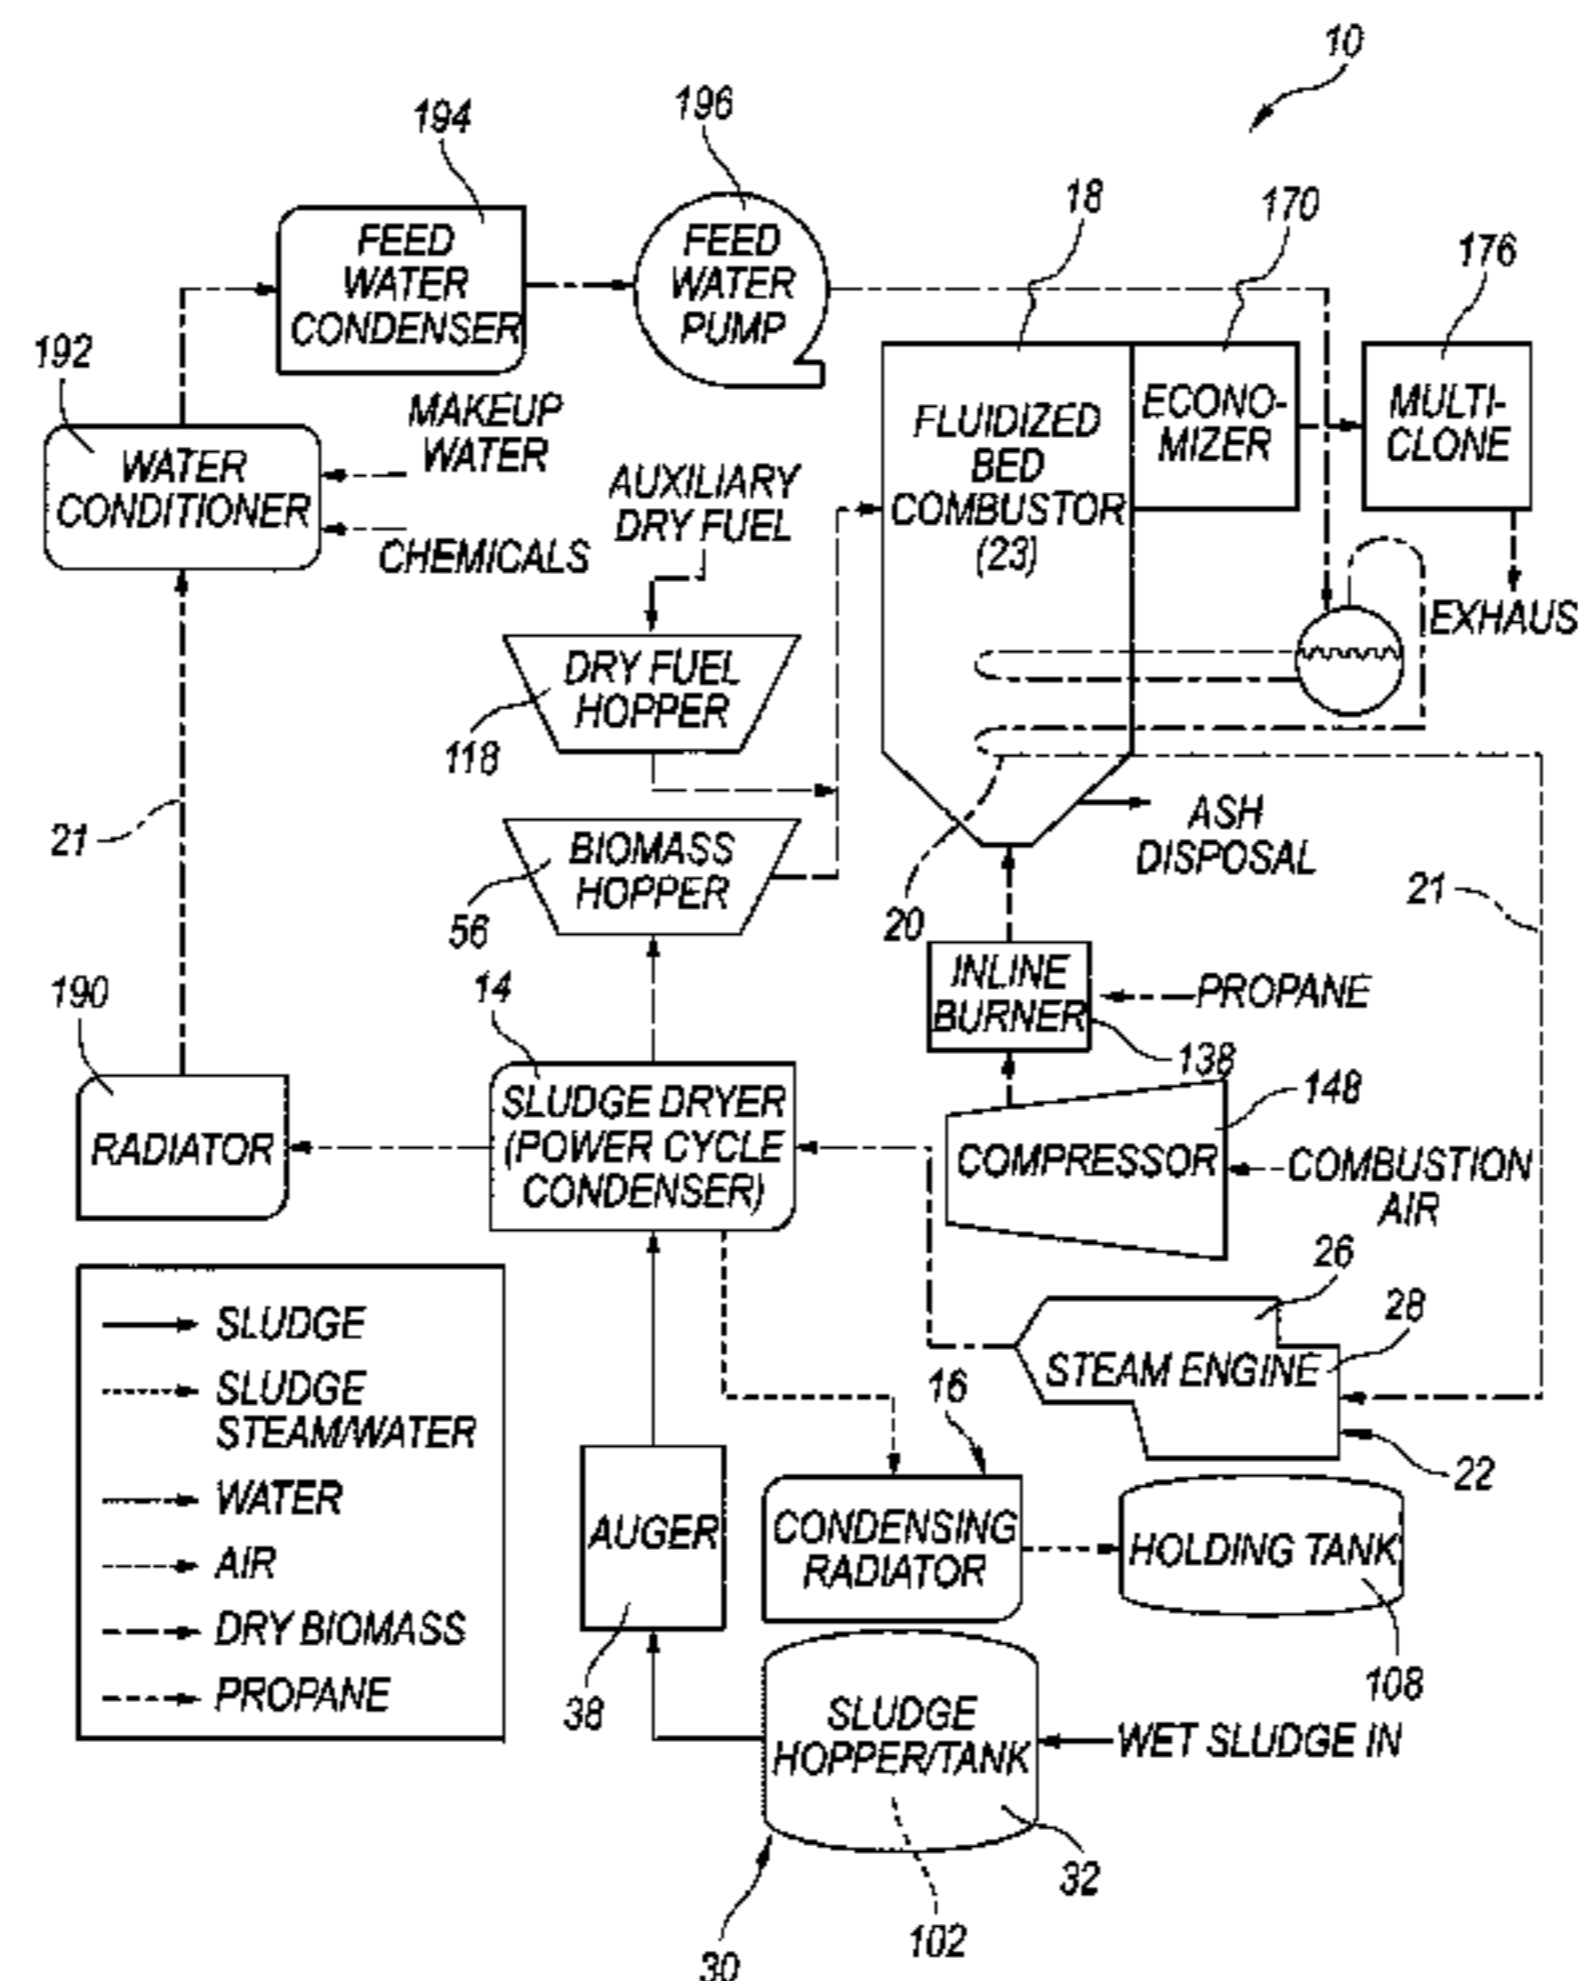 10
196
194
18
170
176
FEED
WATER
CONDENSER
FEED
WATER
PUMP
192
MAKEUP
WATER
WATER
CONDITIONER
CHEMICALS
AUXILIARY
DRY FUEL
FLUIDIZED
BED
COMBUSTOR
(23)
ECONO-
MIZER
MULTI-
CLONE
EXHAUS
DRY FUEL
HOPPER
118
21
BIOMASS
HOPPER
56
ASH
DISPOSAL
20
21
190
14
INLINE
BURNER
PROPANE
138
RADIATOR
SLUDGE DRYER
(POWER CYCLE
CONDENSER)
148
COMPRESSOR
COMBUSTION
AIR
26
28
STEAM ENGINE
22
16
SLUDGE
SLUDGE
STEAM/WATER
WATER
AIR
DRY BIOMASS
PROPANE
AUGER
38
CONDENSING
RADIATOR
HOLDING TANK
108
SLUDGE
HOPPER/TANK
WET SLUDGE IN
32
102
30